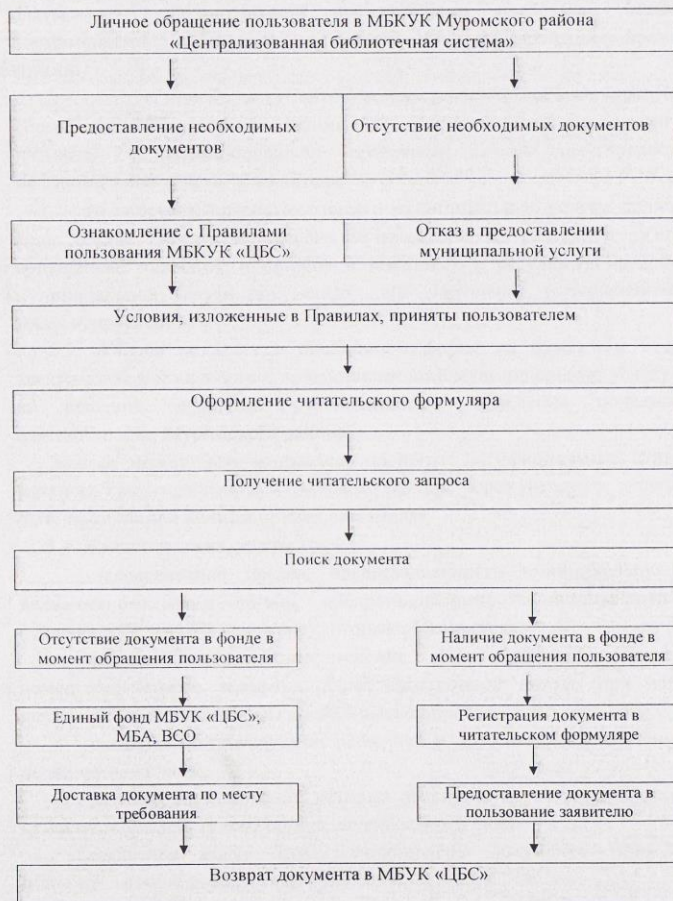 Личное обращение пользователя в МБКУК Муромского района
«Централизованная библиотечная система»
Предоставление необходимых
документов
Отсутствие необходимых документов
Ознакомление с Правилами
пользования МБКУК «ЦБС»
Отказ в предоставлении
муниципальной услуги
Условия, изложенные в Правилах, приняты пользователем
Оформление читательского формуляра
Получение читательского запроса
Поиск документа
Отсутствие документа в фонде в
момент обращения пользователя
Наличие документа в фонде в
момент обращения пользователя
Единый фонд МБУК «ЦБС»,
МБА, ВСО
Регистрация документа в
читательском формуляре
Доставка документа по месту
требования
Предоставление документа в
пользование заявителю
Возврат документа в МБУК «ЦБС»